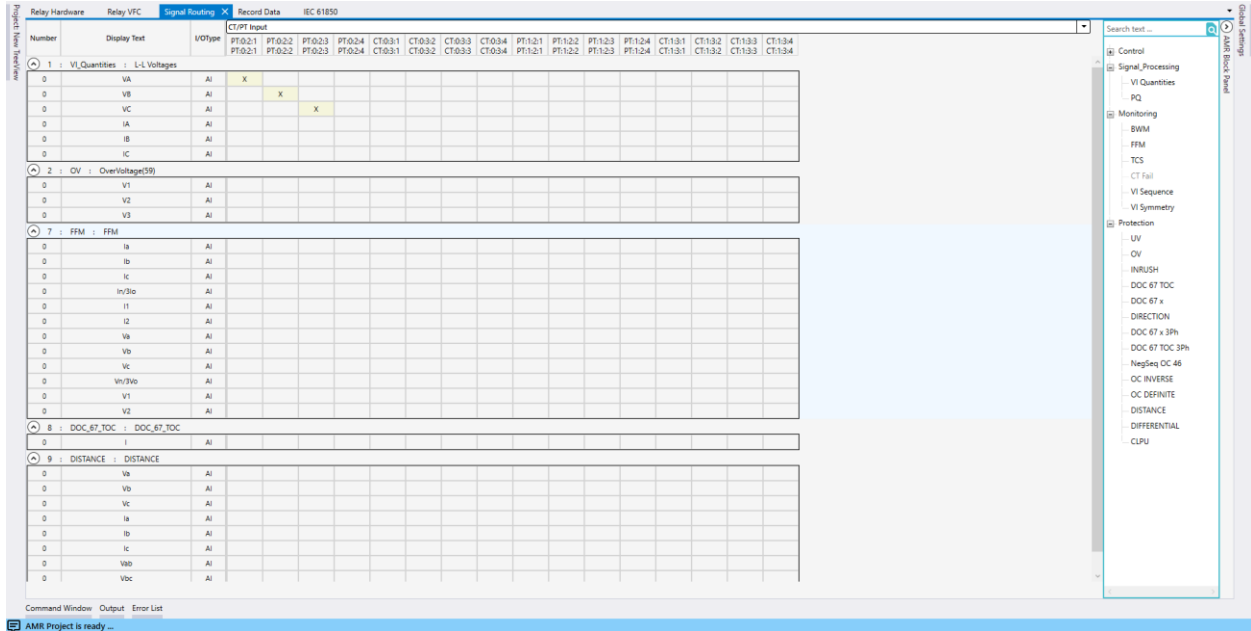 Project: New TreeView
Relay Hardware Relay VFC Signal Routing X Record Data IEC 61850
Number Display Text I/OType CT/PT Input
PT:0:2:1 PT:0:2:2 PT:0:2:3 PT:0:2:4 CT:0:3:1 CT:0:3:2 CT:0:3:3 CT:0:3:4 PT:1:2:1 PT:1:2:2 PT:1:2:3 PT:1:2:4 CT:1:3:1 CT:1:3:2 CT:1:3:3 CT:1:3:4
PT:0:2:1 PT:0:2:2 PT:0:2:3 PT:0:2:4 CT:0:3:1 CT:0:3:2 CT:0:3:3 CT:0:3:4 PT:1:2:1 PT:1:2:2 PT:1:2:3 PT:1:2:4 CT:1:3:1 CT:1:3:2 CT:1:3:3 CT:1:3:4
1 : VI_Quantities : L-L Voltages
0 VA AI X
0 VB AI X
0 VC AI X
0 IA AI
0 IB AI
0 IC AI
2 : OV : OverVoltage(59)
0 V1 AI
0 V2 AI
0 V3 AI
7 : FFM : FFM
0 Ia AI
0 Ib AI
0 Ic AI
0 In/3Io AI
0 I1 AI
0 I2 AI
0 Va AI
0 Vb AI
0 Vc AI
0 Vn/3Vo AI
0 V1 AI
0 V2 AI
8 : DOC_67_TOC : DOC_67_TOC
0 I AI
9 : DISTANCE : DISTANCE
0 Va AI
0 Vb AI
0 Vc AI
0 Ia AI
0 Ib AI
0 Ic AI
0 Vab AI
0 Vbc AI
Search text ...
Control
Signal_Processing
VI Quantities
PQ
Monitoring
BWM
FFM
TCS
CT Fail
VI Sequence
VI Symmetry
Protection
UV
OV
INRUSH
DOC 67 TOC
DOC 67 x
DIRECTION
DOC 67 x 3Ph
DOC 67 TOC 3Ph
NegSeq OC 46
OC INVERSE
OC DEFINITE
DISTANCE
DIFFERENTIAL
CLPU
Global Settings
AMR Block Panel
Command Window Output Error List
AMR Project is ready ...